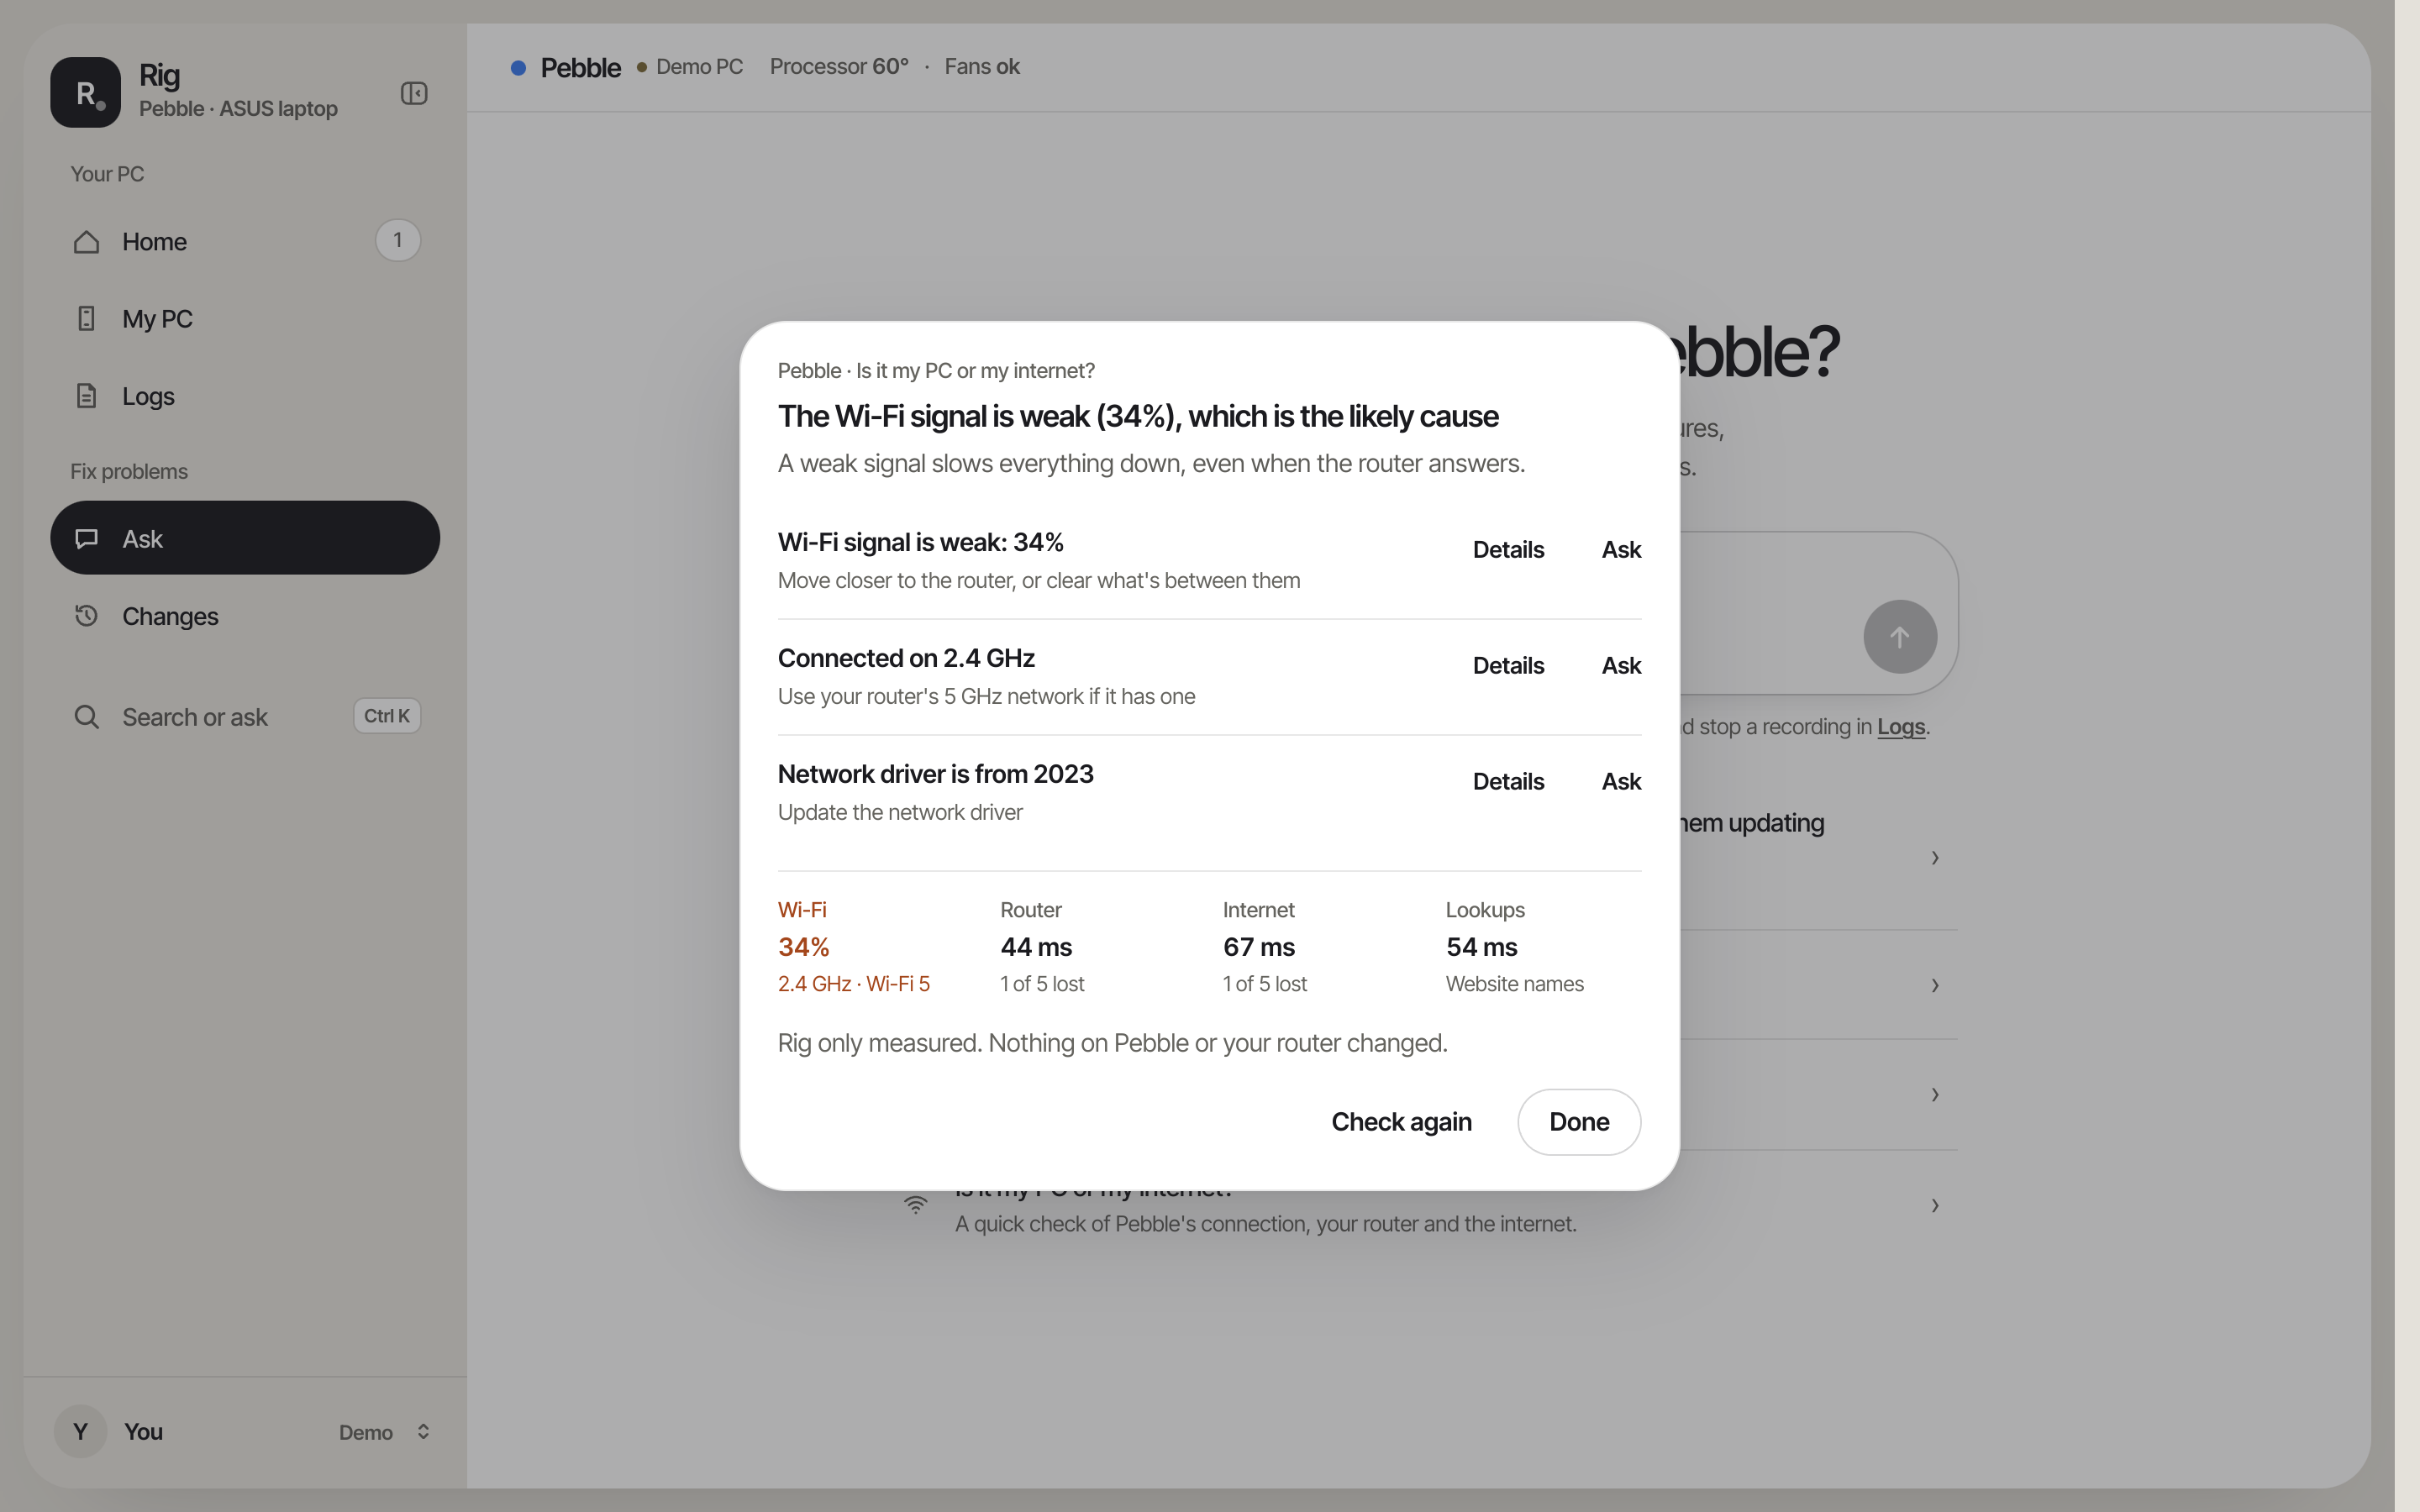 R.
Rig
Pebble · ASUS laptop
Your PC
Home
1
My PC
Logs
Fix problems
Ask
Changes
Search or ask
Ctrl K
Y
You
Demo
Pebble
Demo PC
Processor 60° · Fans ok
Pebble · Is it my PC or my internet?
The Wi-Fi signal is weak (34%), which is the likely cause
A weak signal slows everything down, even when the router answers.
Wi-Fi signal is weak: 34%
Move closer to the router, or clear what's between them
Details
Ask
Connected on 2.4 GHz
Use your router's 5 GHz network if it has one
Details
Ask
Network driver is from 2023
Update the network driver
Details
Ask
Wi-Fi
34%
2.4 GHz · Wi-Fi 5
Router
44 ms
1 of 5 lost
Internet
67 ms
1 of 5 lost
Lookups
54 ms
Website names
Rig only measured. Nothing on Pebble or your router changed.
Check again
Done
stop a recording in Logs.
updating
Is it my PC or my internet?
A quick check of Pebble's connection, your router and the internet.